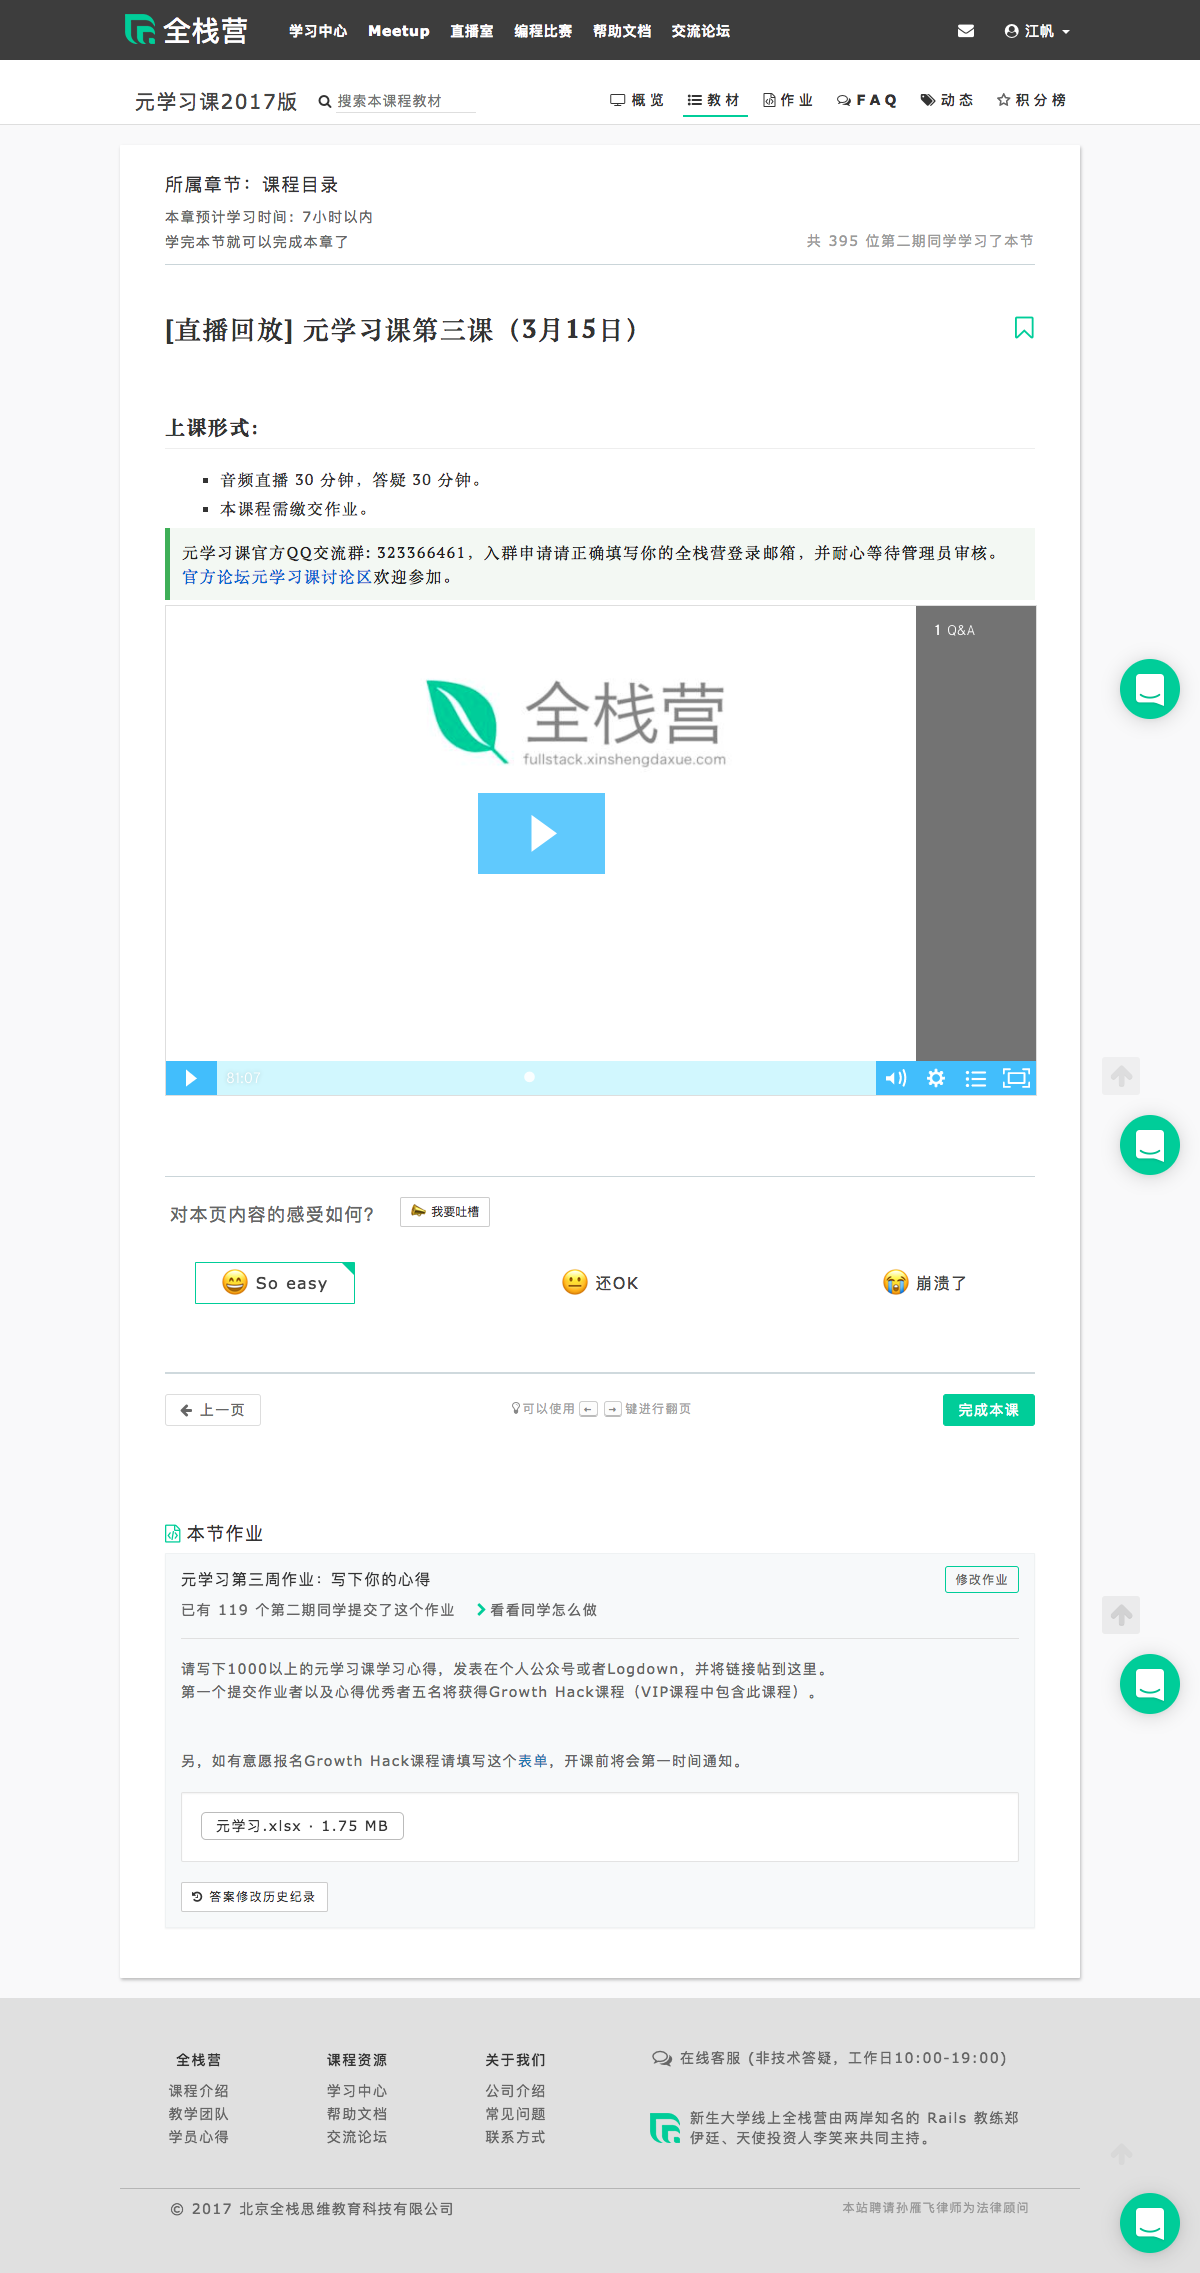 全栈营 学习中心 Meetup 直播室 编程比赛 帮助文档 交流论坛 江帆
元学习课2017版 搜索本课程教材 概览 教材 作业 FAQ 动态 积分榜
所属章节：课程目录
本章预计学习时间：7小时以内
学完本节就可以完成本章了 共 395 位第二期同学学习了本节
[直播回放] 元学习课第三课（3月15日）
上课形式：
音频直播 30 分钟，答疑 30 分钟。
本课程需缴交作业。
元学习课官方QQ交流群: 323366461，入群申请请正确填写你的全栈营登录邮箱，并耐心等待管理员审核。
官方论坛元学习课讨论区欢迎参加。
1 Q&A
全栈营
fullstack.xinshengdaxue.com
81:07
对本页内容的感受如何？ 我要吐槽
So easy 还OK 崩溃了
上一页 可以使用 ← → 键进行翻页 完成本课
本节作业
元学习第三周作业：写下你的心得 修改作业
已有 119 个第二期同学提交了这个作业 看看同学怎么做
请写下1000以上的元学习课学习心得，发表在个人公众号或者Logdown，并将链接帖到这里。
第一个提交作业者以及心得优秀者五名将获得Growth Hack课程（VIP课程中包含此课程）。
另，如有意愿报名Growth Hack课程请填写这个表单，开课前将会第一时间通知。
元学习.xlsx · 1.75 MB
答案修改历史纪录
全栈营 课程资源 关于我们 在线客服 (非技术答疑，工作日10:00-19:00)
课程介绍 学习中心 公司介绍
教学团队 帮助文档 常见问题 新生大学线上全栈营由两岸知名的 Rails 教练郑
学员心得 交流论坛 联系方式 伊廷、天使投资人李笑来共同主持。
© 2017 北京全栈思维教育科技有限公司 本站聘请孙雁飞律师为法律顾问